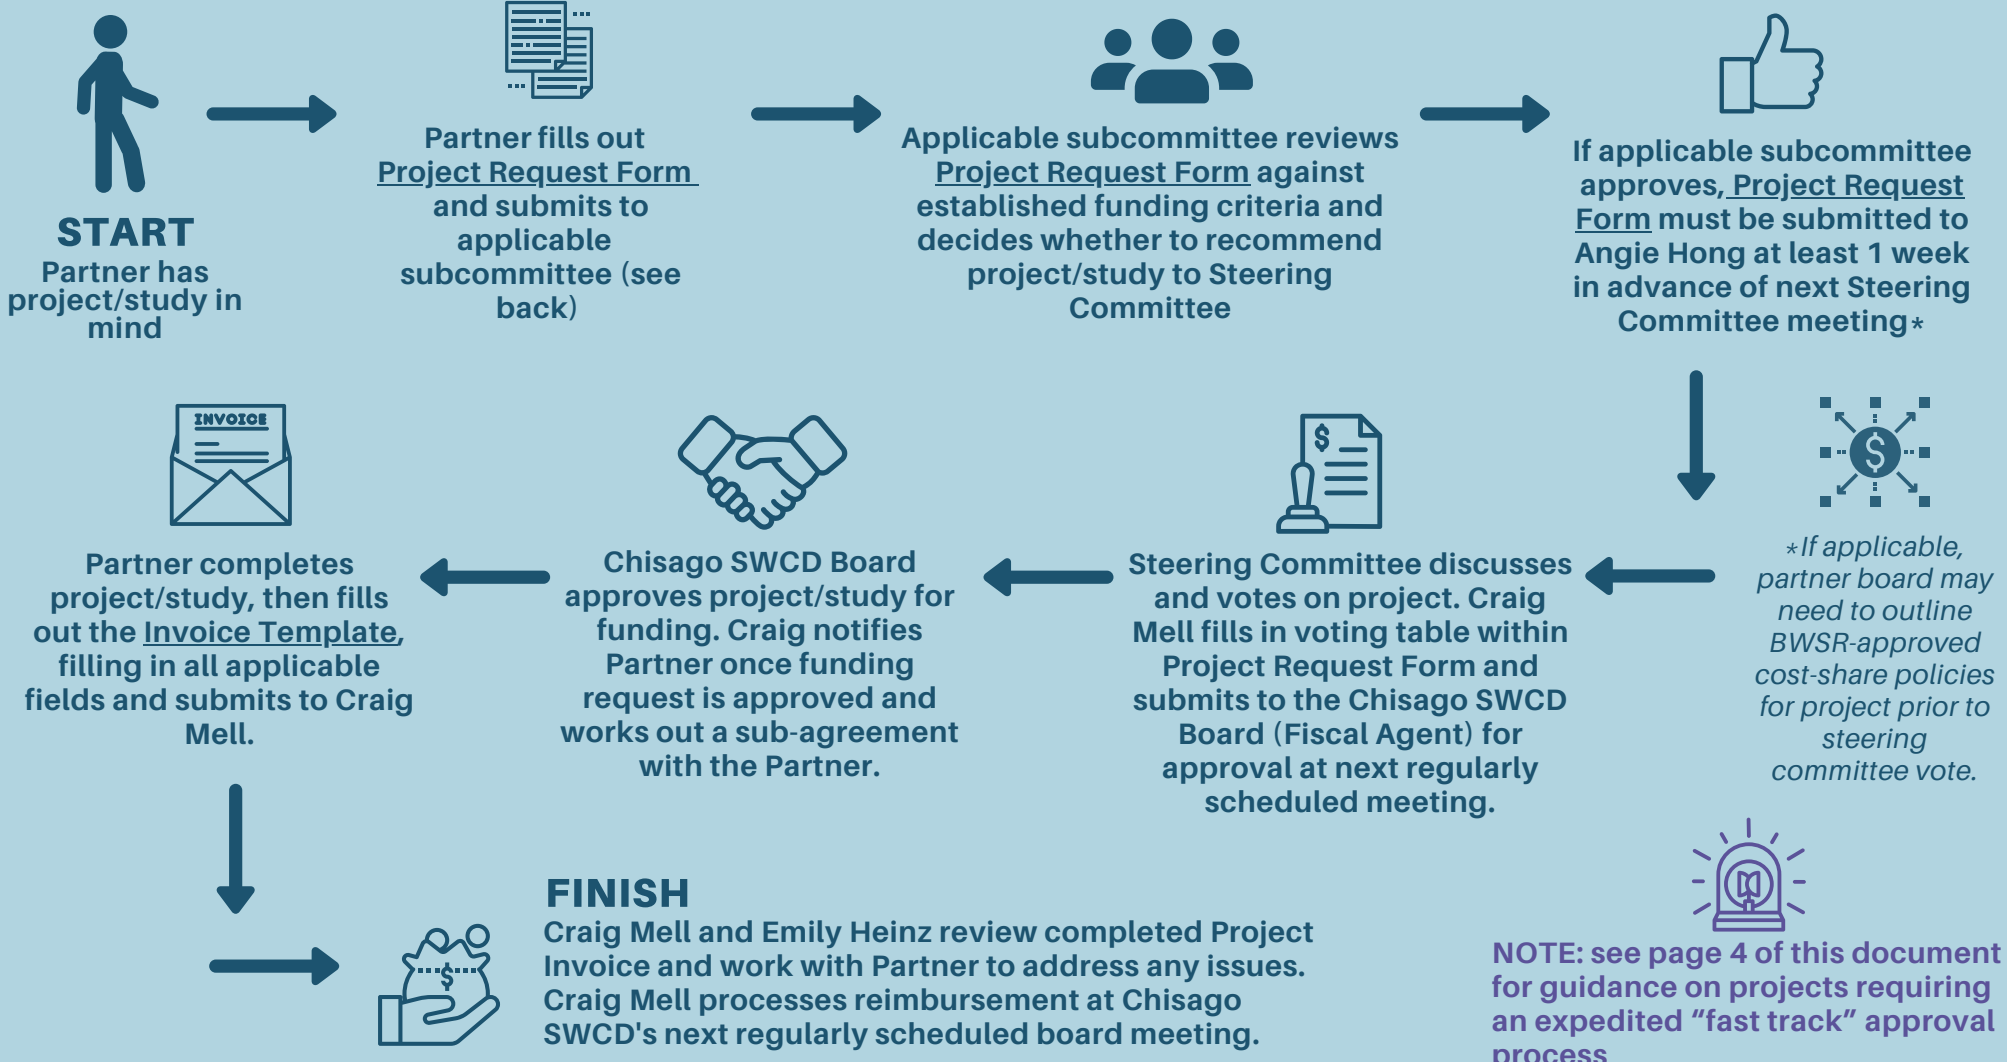 START
Partner has
project/study in
mind
Partner fills out
Project Request Form
and submits to
applicable
subcommittee (see
back)
Applicable subcommittee reviews
Project Request Form against
established funding criteria and
decides whether to recommend
project/study to Steering
Committee
If applicable subcommittee
approves, Project Request
Form must be submitted to
Angie Hong at least 1 week
in advance of next Steering
Committee meeting*
$
*If applicable,
partner board may
need to outline
BWSR-approved
cost-share policies
for project prior to
steering
committee vote.
$
Steering Committee discusses
and votes on project. Craig
Mell fills in voting table within
Project Request Form and
submits to the Chisago SWCD
Board (Fiscal Agent) for
approval at next regularly
scheduled meeting.
Chisago SWCD Board
approves project/study for
funding. Craig notifies
Partner once funding
request is approved and
works out a sub-agreement
with the Partner.
INVOICE
Partner completes
project/study, then fills
out the Invoice Template,
filling in all applicable
fields and submits to Craig
Mell.
$
FINISH
Craig Mell and Emily Heinz review completed Project
Invoice and work with Partner to address any issues.
Craig Mell processes reimbursement at Chisago
SWCD's next regularly scheduled board meeting.
NOTE: see page 4 of this document
for guidance on projects requiring
an expedited “fast track” approval
process